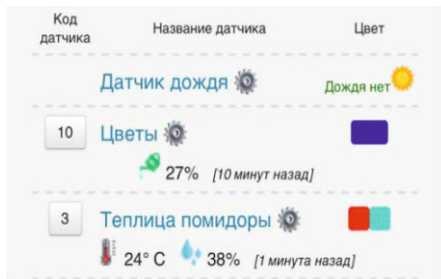 Код датчика Название датчика Цвет
Датчик дождя Дождя нет
10 Цветы
27% [10 минут назад]
3 Теплица помидоры
24° C 38% [1 минута назад]